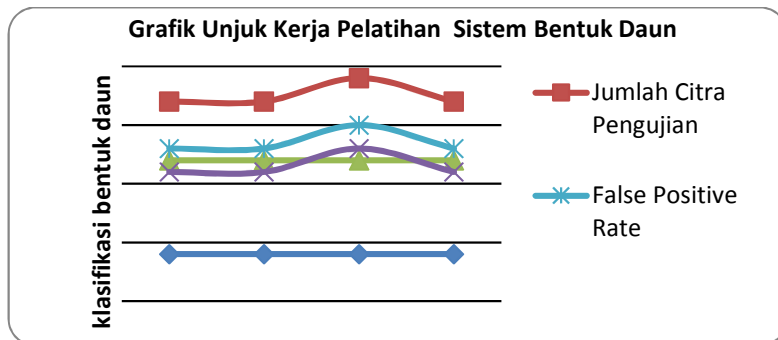 Grafik Unjuk Kerja Pelatihan Sistem Bentuk Daun
klasifikasi bentuk daun
Jumlah Citra
Pengujian
False Positive
Rate